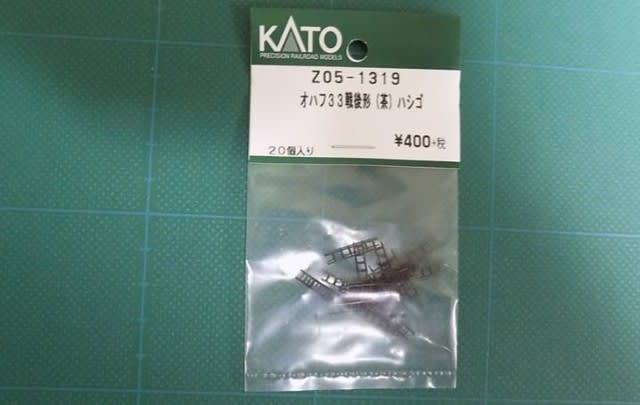 KATO
PRECISION RAILROAD MODELS
Z05-1319
オハフ33戦後形(茶)ハシゴ
20個入り
¥400+税